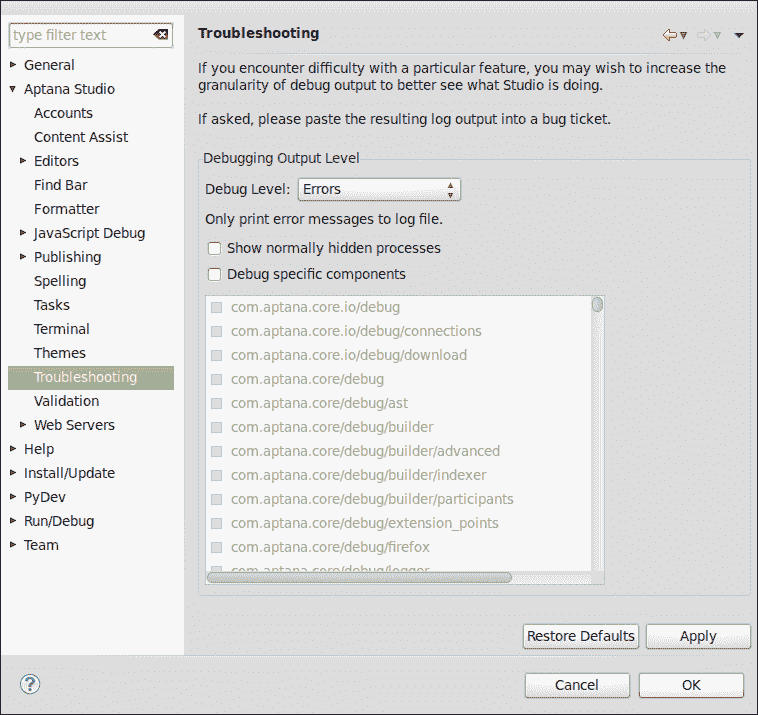 type filter text
General
Aptana Studio
Accounts
Content Assist
Editors
Find Bar
Formatter
JavaScript Debug
Publishing
Spelling
Tasks
Terminal
Themes
Troubleshooting
Validation
Web Servers
Help
Install/Update
PyDev
Run/Debug
Team
Troubleshooting
If you encounter difficulty with a particular feature, you may wish to increase the
granularity of debug output to better see what Studio is doing.
If asked, please paste the resulting log output into a bug ticket.
Debugging Output Level
Debug Level: Errors
Only print error messages to log file.
Show normally hidden processes
Debug specific components
com.aptana.core.io/debug
com.aptana.core.io/debug/connections
com.aptana.core.io/debug/download
com.aptana.core/debug
com.aptana.core/debug/ast
com.aptana.core/debug/builder
com.aptana.core/debug/builder/advanced
com.aptana.core/debug/builder/indexer
com.aptana.core/debug/builder/participants
com.aptana.core/debug/extension_points
com.aptana.core/debug/firefox
com.aptana.core/debug/logger
Restore Defaults Apply
? Cancel OK